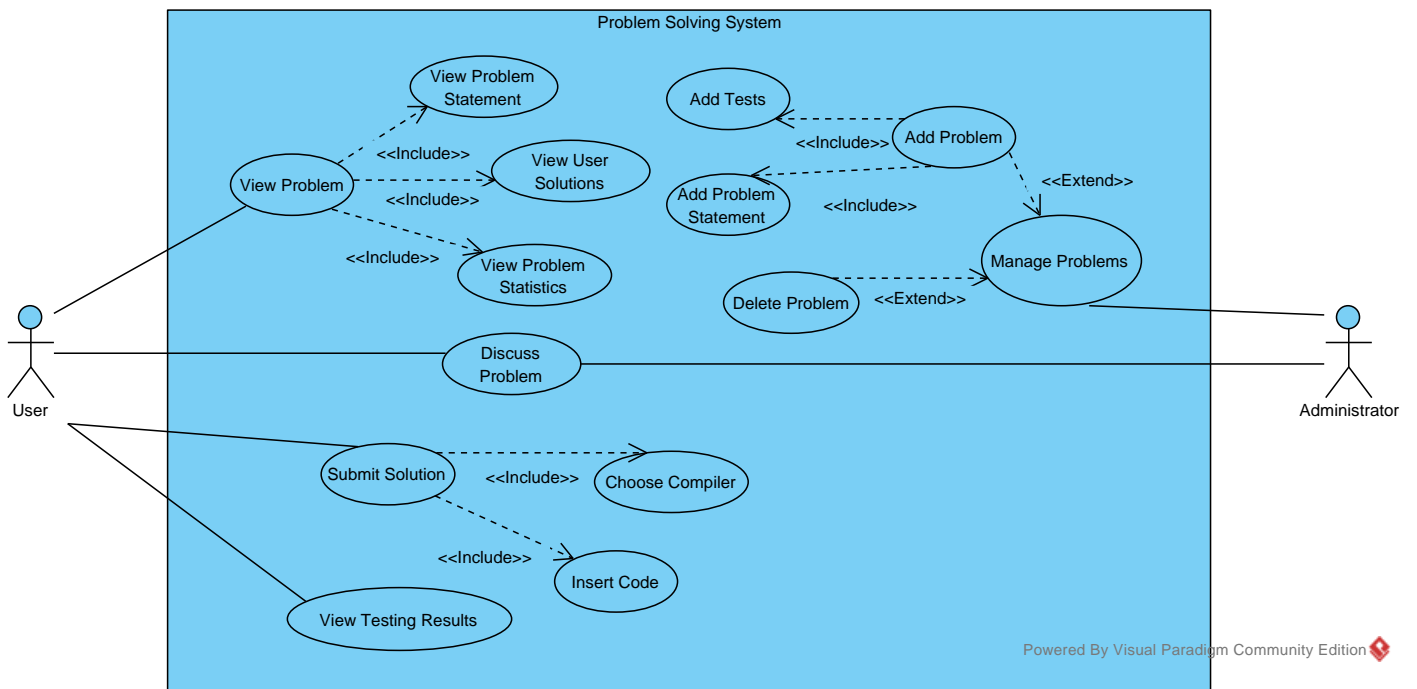 Problem Solving System
View Problem
Statement
Add Tests
Add Problem
<<Include>>
<<Include>>
View User
Solutions
View Problem
<<Include>>
<<Extend>>
Add Problem
Statement
<<Include>>
<<Include>>
View Problem
Statistics
Manage Problems
Delete Problem
<<Extend>>
Discuss
Problem
User
Administrator
Submit Solution
<<Include>>
Choose Compiler
<<Include>>
Insert Code
View Testing Results
Powered By Visual Paradigm Community Edition